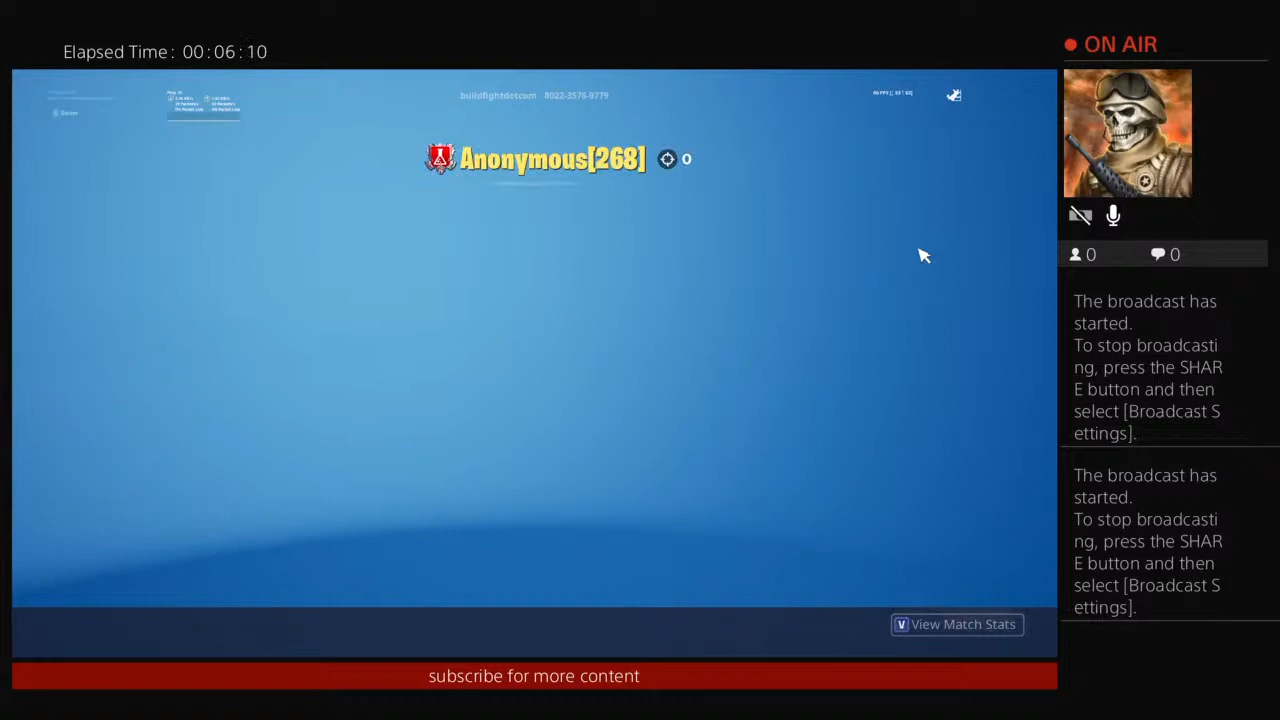 Elapsed Time: 00:06:10
ON AIR
buildfightdotcom 8022-3576-9779
Anonymous[268] 0
0 0
The broadcast has
started.
To stop broadcasti
ng, press the SHAR
E button and then
select [Broadcast S
ettings].
The broadcast has
started.
To stop broadcasti
ng, press the SHAR
E button and then
select [Broadcast S
ettings].
V View Match Stats
subscribe for more content